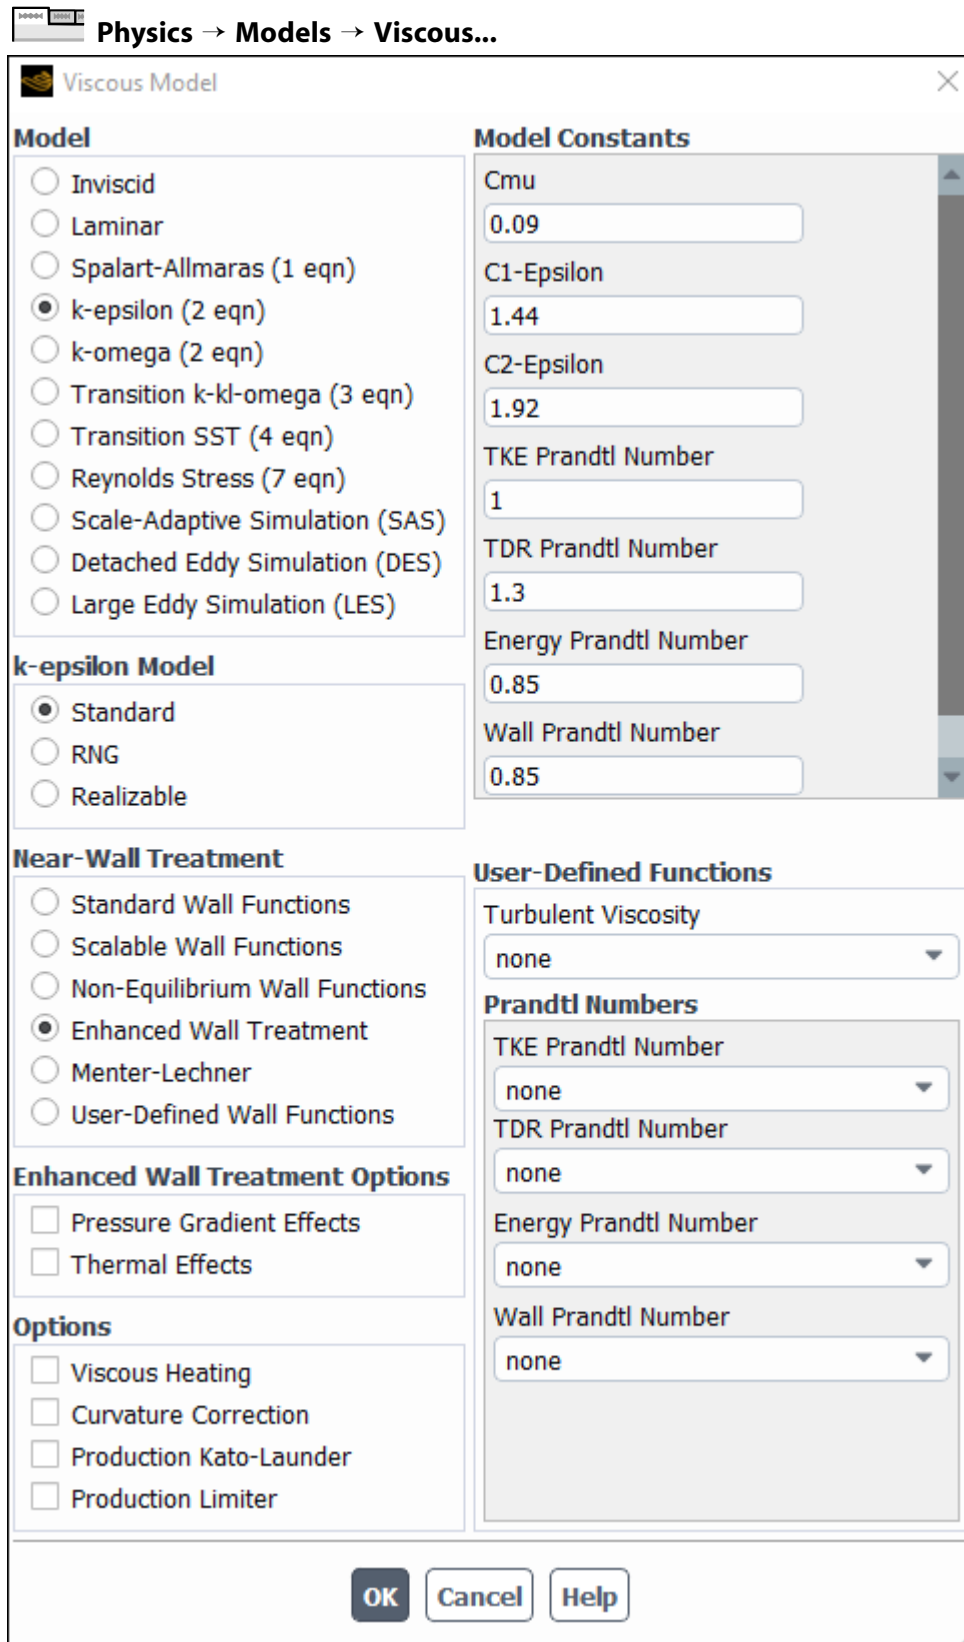 Physics → Models → Viscous...
Viscous Model
Model
Inviscid
Laminar
Spalart-Allmaras (1 eqn)
k-epsilon (2 eqn)
k-omega (2 eqn)
Transition k-kl-omega (3 eqn)
Transition SST (4 eqn)
Reynolds Stress (7 eqn)
Scale-Adaptive Simulation (SAS)
Detached Eddy Simulation (DES)
Large Eddy Simulation (LES)
k-epsilon Model
Standard
RNG
Realizable
Near-Wall Treatment
Standard Wall Functions
Scalable Wall Functions
Non-Equilibrium Wall Functions
Enhanced Wall Treatment
Menter-Lechner
User-Defined Wall Functions
Enhanced Wall Treatment Options
Pressure Gradient Effects
Thermal Effects
Options
Viscous Heating
Curvature Correction
Production Kato-Launder
Production Limiter
Model Constants
Cmu
0.09
C1-Epsilon
1.44
C2-Epsilon
1.92
TKE Prandtl Number
1
TDR Prandtl Number
1.3
Energy Prandtl Number
0.85
Wall Prandtl Number
0.85
User-Defined Functions
Turbulent Viscosity
none
Prandtl Numbers
TKE Prandtl Number
none
TDR Prandtl Number
none
Energy Prandtl Number
none
Wall Prandtl Number
none
OK
Cancel
Help